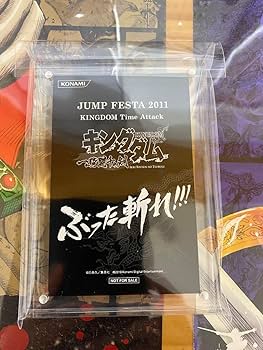 KONAMI
JUMP FESTA 2011
KINGDOM Time Attack
キングダム
ぶった斬れ!!!
NOT FOR SALE